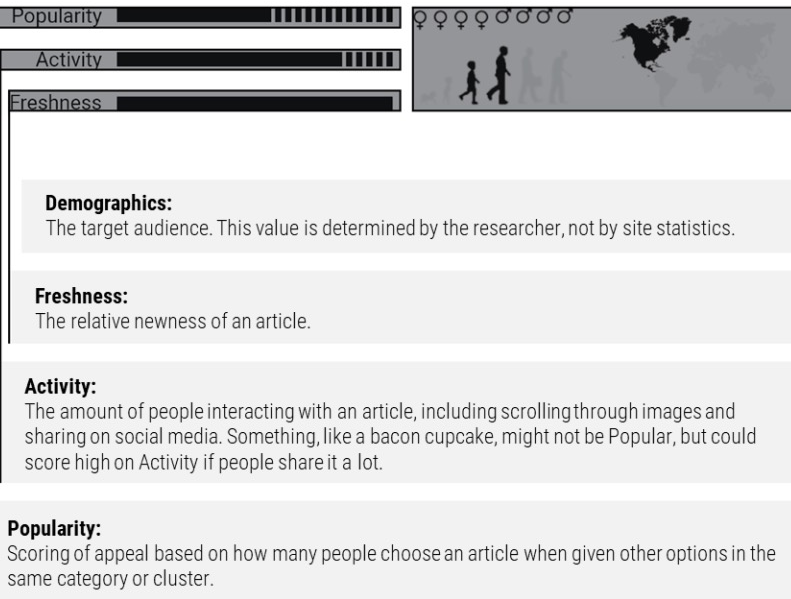 Popularity
Activity
Freshness
Demographics:
The target audience. This value is determined by the researcher, not by site statistics.
Freshness:
The relative newness of an article.
Activity:
The amount of people interacting with an article, including scrolling through images and
sharing on social media. Something, like a bacon cupcake, might not be Popular, but could
score high on Activity if people share it a lot.
Popularity:
Scoring of appeal based on how many people choose an article when given other options in the
same category or cluster.